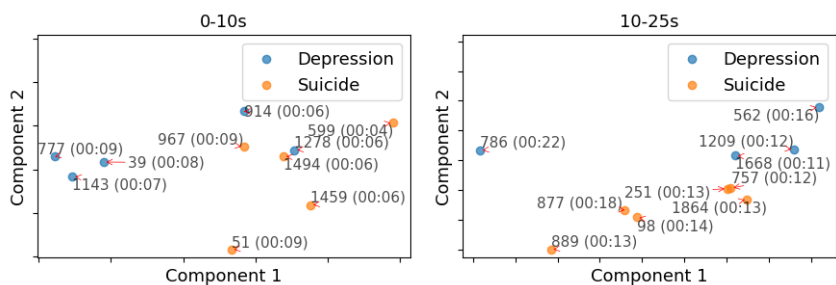 0-10s
Component 2
Depression
Suicide
914 (00:06)
599 (00:04)
967 (00:09)
1278 (00:06)
777 (00:09)
39 (00:08)
1494 (00:06)
1143 (00:07)
1459 (00:06)
51 (00:09)
Component 1
10-25s
Component 2
Depression
Suicide
562 (00:16)
786 (00:22)
1209 (00:12)
1668 (00:11)
757 (00:12)
251 (00:13)
877 (00:18)
1864 (00:13)
98 (00:14)
889 (00:13)
Component 1